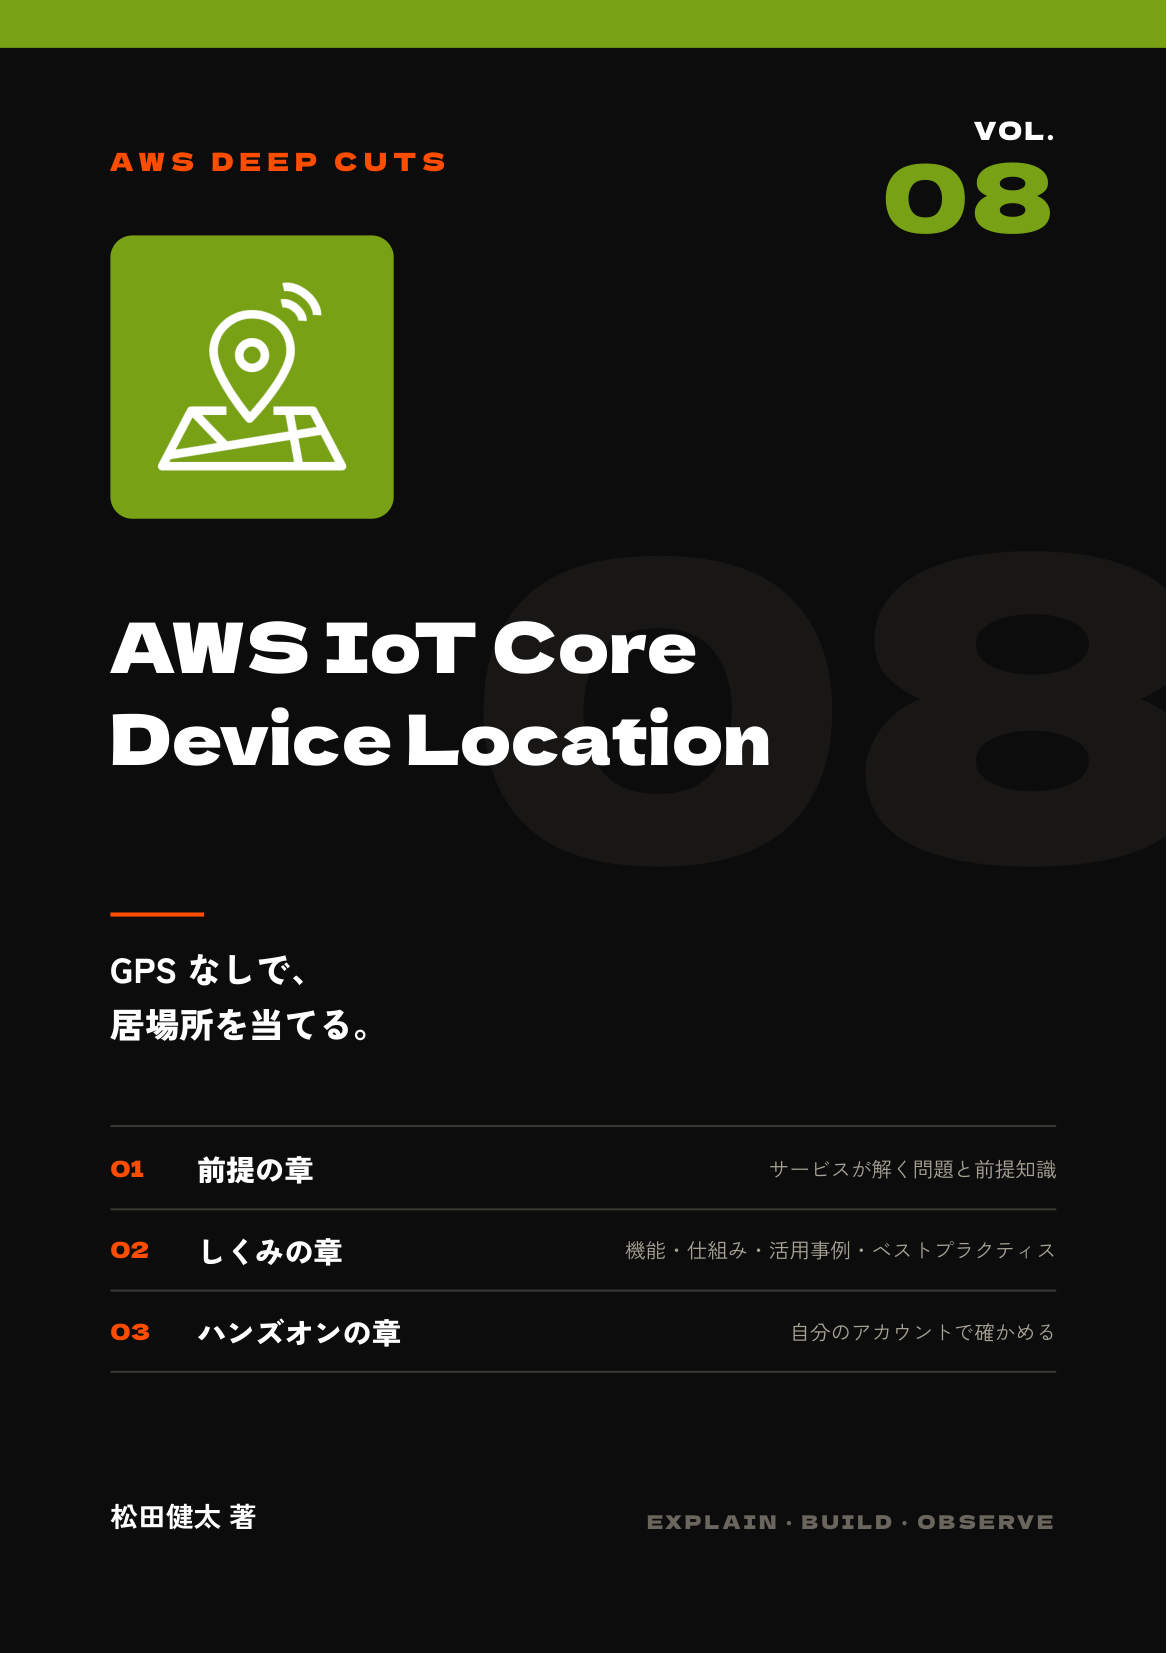 AWS DEEP CUTS
VOL.
08
08
AWS IoT Core
Device Location
GPS なしで、
居場所を当てる。
01 前提の章 サービスが解く問題と前提知識
02 しくみの章 機能・仕組み・活用事例・ベストプラクティス
03 ハンズオンの章 自分のアカウントで確かめる
松田健太 著
EXPLAIN · BUILD · OBSERVE